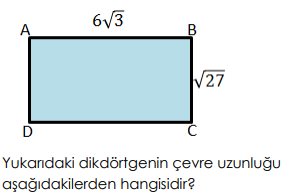 6√3
A B
√27
D C
Yukarıdaki dikdörtgenin çevre uzunluğu
aşağıdakilerden hangisidir?